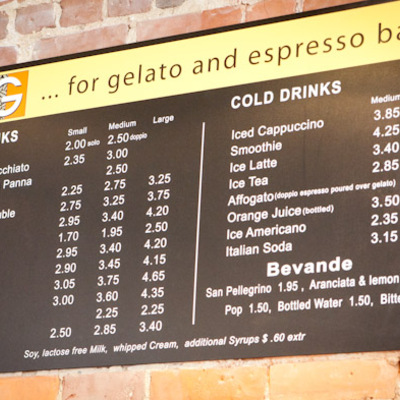 G ... for gelato and espresso ba
KS
Small Medium Large
2.00 solo 2.50 doppio
cchiato 2.35 3.00
Panna 2.50
2.25 2.75 3.25
ble 2.75 3.25 3.75
2.95 3.40 4.20
1.70 1.95 2.50
2.95 3.40 4.20
2.90 3.45 4.15
3.05 3.75 4.65
3.00 3.60 4.35
2.25 2.25
2.50 2.85 3.40
COLD DRINKS
Medium
Iced Cappuccino 3.85
Smoothie 4.25
Ice Latte 3.40
Ice Tea 2.85
Affogato (doppio espresso poured over gelato)
Orange Juice (bottled) 3.50
Ice Americano 2.35
Italian Soda 3.15
Bevande
San Pellegrino 1.95 , Aranciata & lemon
Pop 1.50, Bottled Water 1.50, Bitte
Soy, lactose free Milk, whipped Cream, additional Syrups $ .60 extr